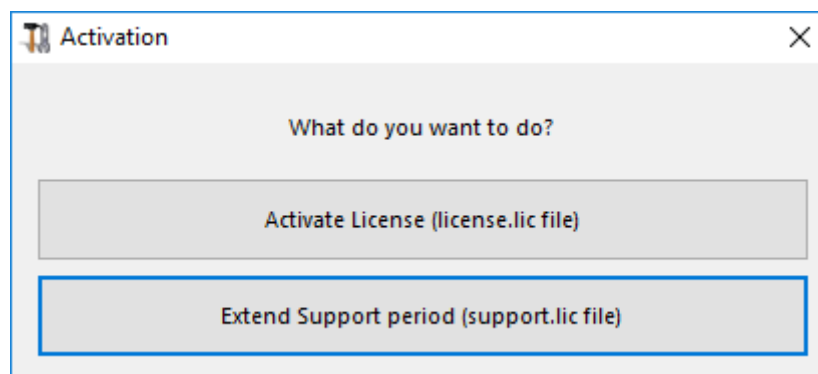 Activation
What do you want to do?
Activate License (license.lic file)
Extend Support period (support.lic file)